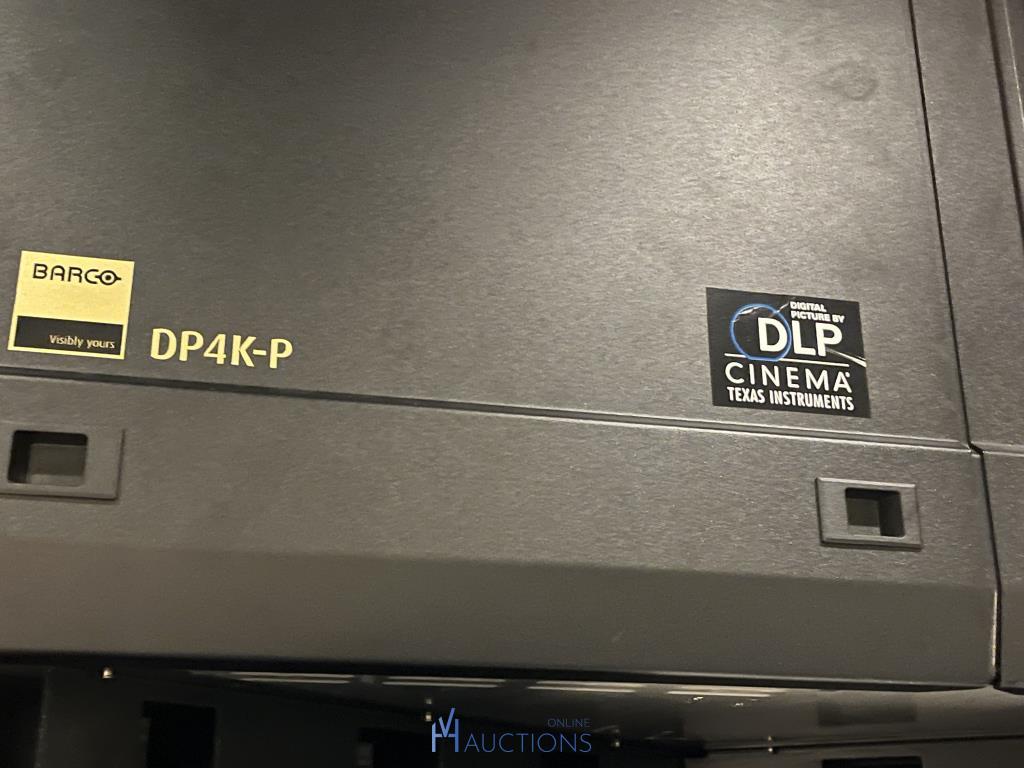 BARCO
Visibly yours
DP4K-P
DIGITAL
PICTURE BY
DLP
CINEMA
TEXAS INSTRUMENTS
ONLINE
AUCTIONS